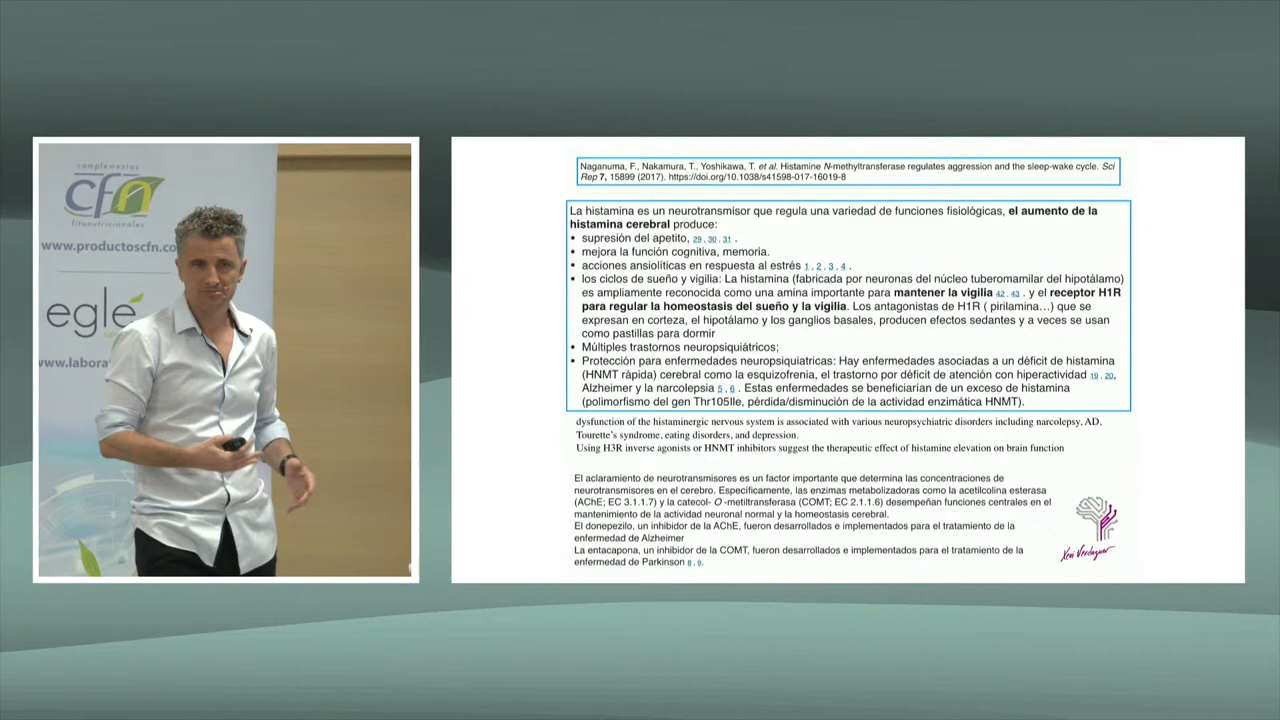 complementos
cfn
fitonutricionales
www.productoscfn.co
eglē
www.labora
Naganuma, F., Nakamura, T., Yoshikawa, T. et al. Histamine N-methyltransferase regulates aggression and the sleep-wake cycle. Sci
Rep 7, 15899 (2017). https://doi.org/10.1038/s41598-017-16019-8
La histamina es un neurotransmisor que regula una variedad de funciones fisiológicas, el aumento de la
histamina cerebral produce:
• supresión del apetito, 29 , 30 , 31 .
• mejora la función cognitiva, memoria.
• acciones ansiolíticas en respuesta al estrés 1 , 2 , 3 , 4 .
• los ciclos de sueño y vigilia: La histamina (fabricada por neuronas del núcleo tuberomamilar del hipotálamo)
es ampliamente reconocida como una amina importante para mantener la vigilia 42 , 43 . y el receptor H1R
para regular la homeostasis del sueño y la vigilia. Los antagonistas de H1R ( pirilamina…) que se
expresan en corteza, el hipotálamo y los ganglios basales, producen efectos sedantes y a veces se usan
como pastillas para dormir
• Múltiples trastornos neuropsiquiátricos;
• Protección para enfermedades neuropsiquiatricas: Hay enfermedades asociadas a un déficit de histamina
(HNMT rápida) cerebral como la esquizofrenia, el trastorno por déficit de atención con hiperactividad 19 , 20,
Alzheimer y la narcolepsia 5 , 6 . Estas enfermedades se beneficiarían de un exceso de histamina
(polimorfismo del gen Thr105Ile, pérdida/disminución de la actividad enzimática HNMT).
dysfunction of the histaminergic nervous system is associated with various neuropsychiatric disorders including narcolepsy, AD,
Tourette's syndrome, eating disorders, and depression.
Using H3R inverse agonists or HNMT inhibitors suggest the therapeutic effect of histamine elevation on brain function
El aclaramiento de neurotransmisores es un factor importante que determina las concentraciones de
neurotransmisores en el cerebro. Específicamente, las enzimas metabolizadoras como la acetilcolina esterasa
(AChE; EC 3.1.1.7) y la catecol- O -metiltransferasa (COMT; EC 2.1.1.6) desempeñan funciones centrales en el
mantenimiento de la actividad neuronal normal y la homeostasis cerebral.
El donepezilo, un inhibidor de la AChE, fueron desarrollados e implementados para el tratamiento de la
enfermedad de Alzheimer
La entacapona, un inhibidor de la COMT, fueron desarrollados e implementados para el tratamiento de la
enfermedad de Parkinson 8 , 9.
Xevi Verdaguer